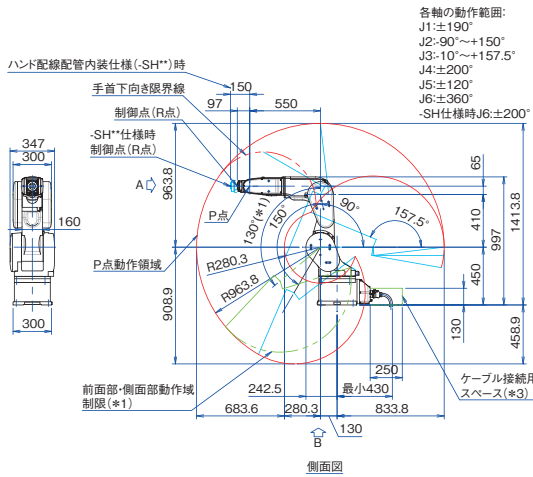 各軸の動作範囲:
J1:±190°
J2:-90°～+150°
J3:-10°～+157.5°
J4:±200°
J5:±120°
J6:±360°
-SH仕様時J6:±200°
ハンド配線配管内装仕様(-SH**)時
150
手首下向き限界線
97
550
制御点(R点)
-SH**仕様時
制御点(R点)
347
300
A
963.8
65
P点
410
997
1413.8
160
90°
130°(*1)
150°
157.5°
P点動作領域
R280.3
R963.8
450
908.9
130
458.9
300
250
前面部・側面部動作域
制限(*1)
242.5
最小430
ケーブル接続用
スペース(*3)
683.6
280.3
833.8
130
B
側面図